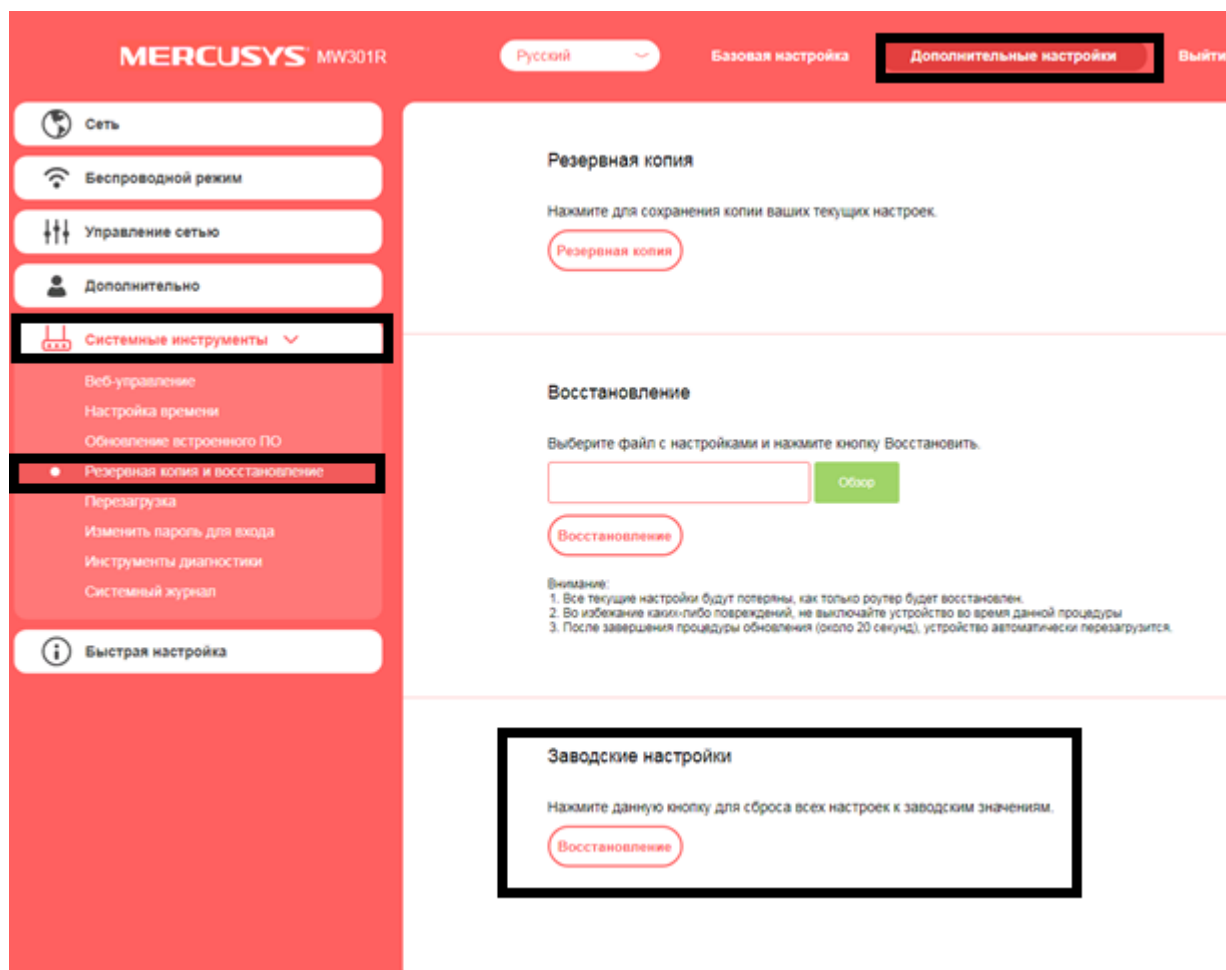 MERCUSYS MW301R
Русский
Базовая настройка
Дополнительные настройки
Выйти
Сеть
Беспроводной режим
Управление сетью
Дополнительно
Системные инструменты
Веб-управление
Настройка времени
Обновление встроенного ПО
Резервная копия и восстановление
Перезагрузка
Изменить пароль для входа
Инструменты диагностики
Системный журнал
Быстрая настройка
Резервная копия
Нажмите для сохранения копии ваших текущих настроек.
Резервная копия
Восстановление
Выберите файл с настройками и нажмите кнопку Восстановить.
Обзор
Восстановление
Внимание:
1. Все текущие настройки будут потеряны, как только роутер будет восстановлен.
2. Во избежание каких-либо повреждений, не выключайте устройство во время данной процедуры
3. После завершения процедуры обновления (около 20 секунд), устройство автоматически перезагрузится.
Заводские настройки
Нажмите данную кнопку для сброса всех настроек к заводским значениям.
Восстановление